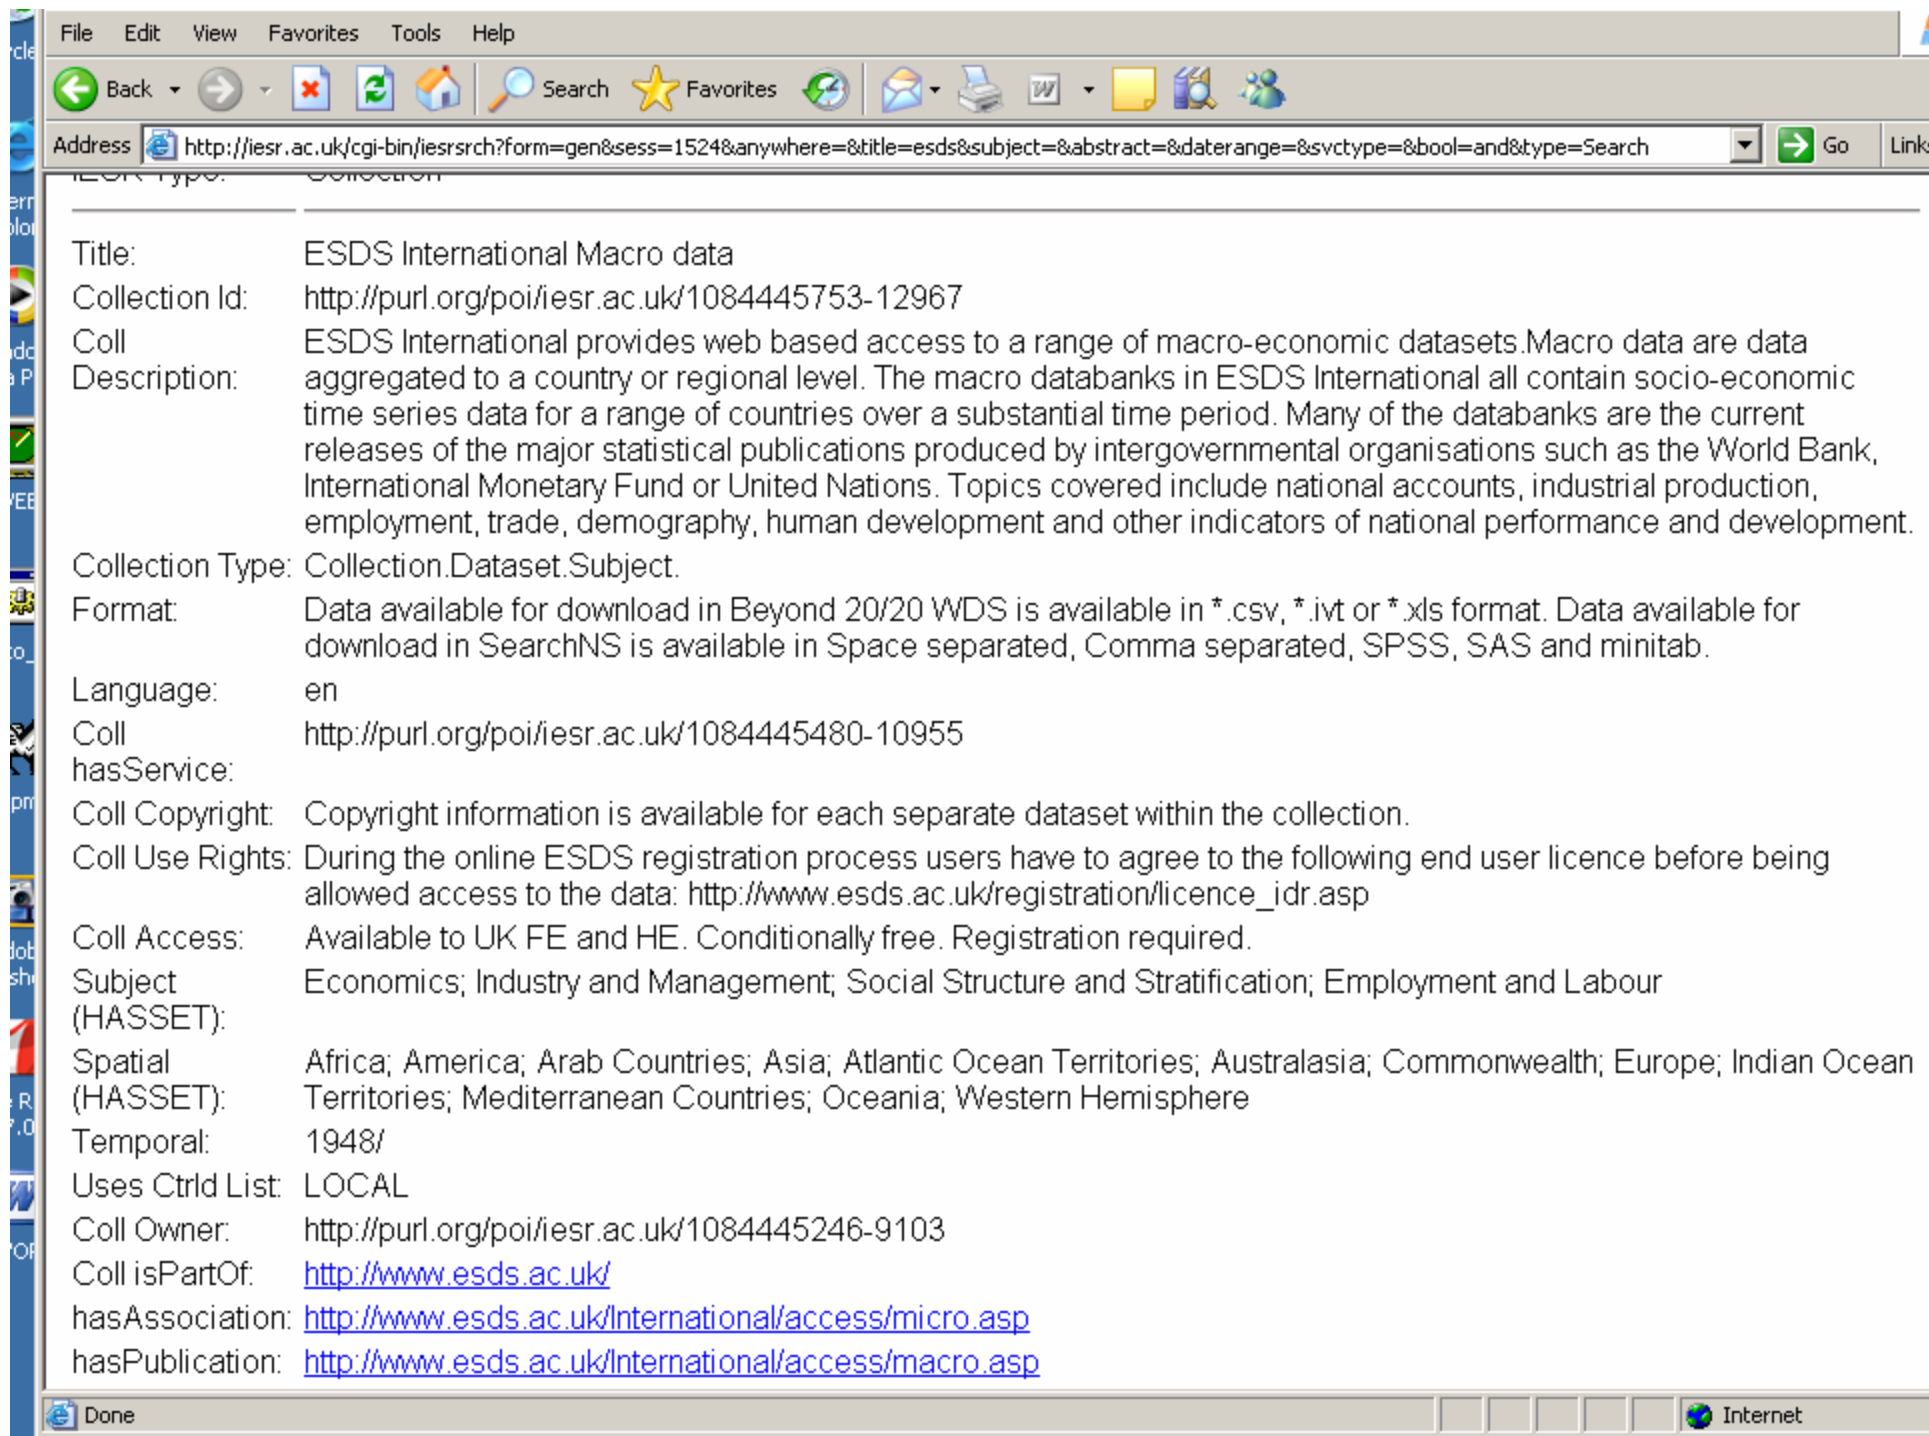 File Edit View Favorites Tools Help
Back Search Favorites
Address http://iesr.ac.uk/cgi-bin/iesrsrch?form=gen&sess=1524&anywhere=&title=esds&subject=&abstract=&daterange=&svctype=&bool=and&type=Search Go Links
IESR Type: Collection
Title: ESDS International Macro data
Collection Id: http://purl.org/poi/iesr.ac.uk/1084445753-12967
Coll ESDS International provides web based access to a range of macro-economic datasets.Macro data are data
Description: aggregated to a country or regional level. The macro databanks in ESDS International all contain socio-economic
time series data for a range of countries over a substantial time period. Many of the databanks are the current
releases of the major statistical publications produced by intergovernmental organisations such as the World Bank,
International Monetary Fund or United Nations. Topics covered include national accounts, industrial production,
employment, trade, demography, human development and other indicators of national performance and development.
Collection Type: Collection.Dataset.Subject.
Format: Data available for download in Beyond 20/20 WDS is available in *.csv, *.ivt or *.xls format. Data available for
download in SearchNS is available in Space separated, Comma separated, SPSS, SAS and minitab.
Language: en
Coll http://purl.org/poi/iesr.ac.uk/1084445480-10955
hasService:
Coll Copyright: Copyright information is available for each separate dataset within the collection.
Coll Use Rights: During the online ESDS registration process users have to agree to the following end user licence before being
allowed access to the data: http://www.esds.ac.uk/registration/licence_idr.asp
Coll Access: Available to UK FE and HE. Conditionally free. Registration required.
Subject Economics; Industry and Management; Social Structure and Stratification; Employment and Labour
(HASSET):
Spatial Africa; America; Arab Countries; Asia; Atlantic Ocean Territories; Australasia; Commonwealth; Europe; Indian Ocean
(HASSET): Territories; Mediterranean Countries; Oceania; Western Hemisphere
Temporal: 1948/
Uses Ctrld List: LOCAL
Coll Owner: http://purl.org/poi/iesr.ac.uk/1084445246-9103
Coll isPartOf: http://www.esds.ac.uk/
hasAssociation: http://www.esds.ac.uk/International/access/micro.asp
hasPublication: http://www.esds.ac.uk/International/access/macro.asp
Done Internet